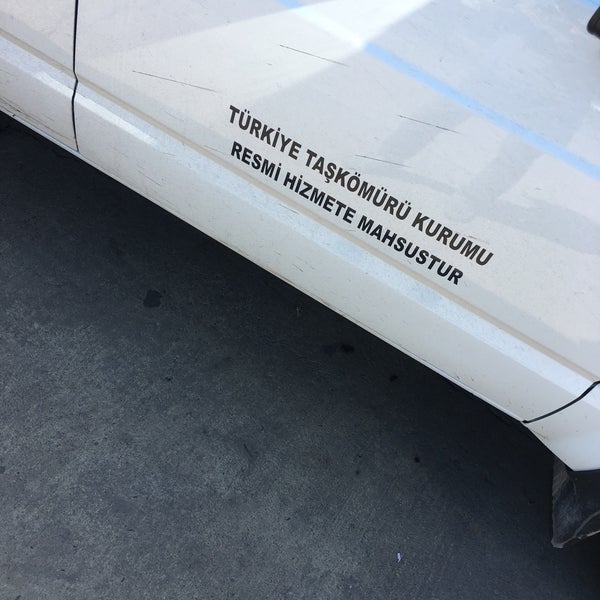 TÜRKİYE TAŞKÖMÜRÜ KURUMU
RESMİ HİZMETE MAHSUSTUR